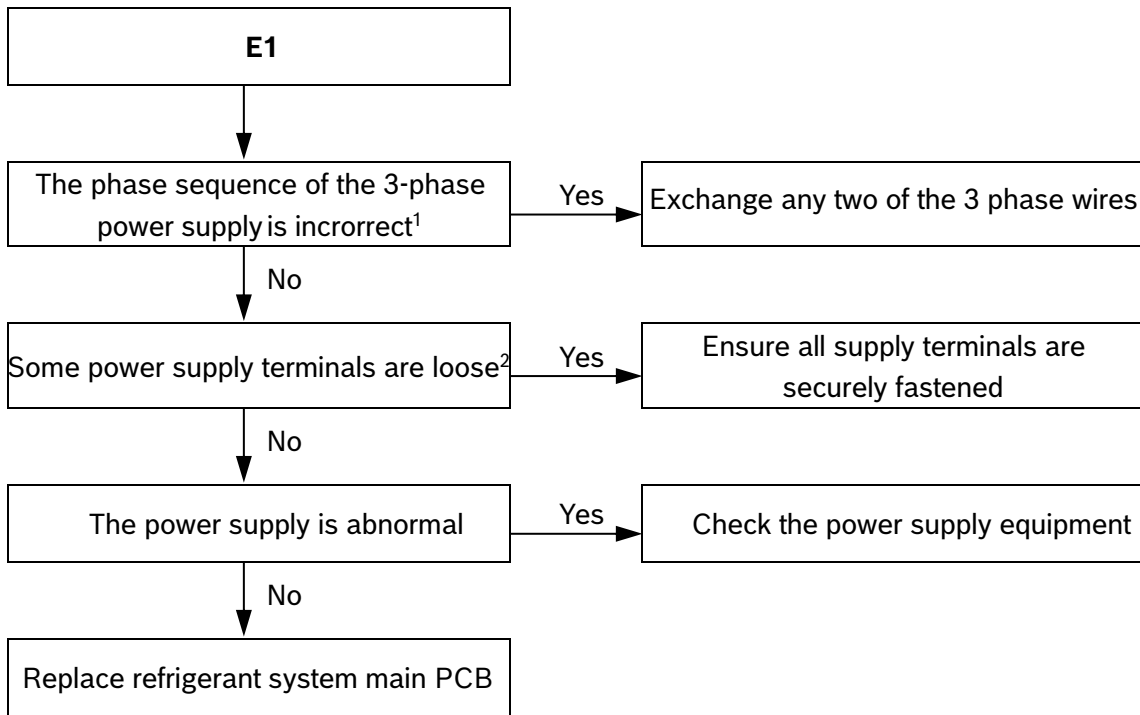 E1
The phase sequence of the 3-phase
power supply is incrorrect¹
Yes
Exchange any two of the 3 phase wires
No
Some power supply terminals are loose²
Yes
Ensure all supply terminals are
securely fastened
No
The power supply is abnormal
Yes
Check the power supply equipment
No
Replace refrigerant system main PCB